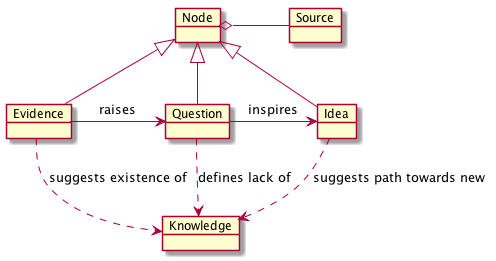 Node
Source
raises
inspires
Evidence
Question
Idea
suggests existence of
defines lack of
suggests path towards new
Knowledge